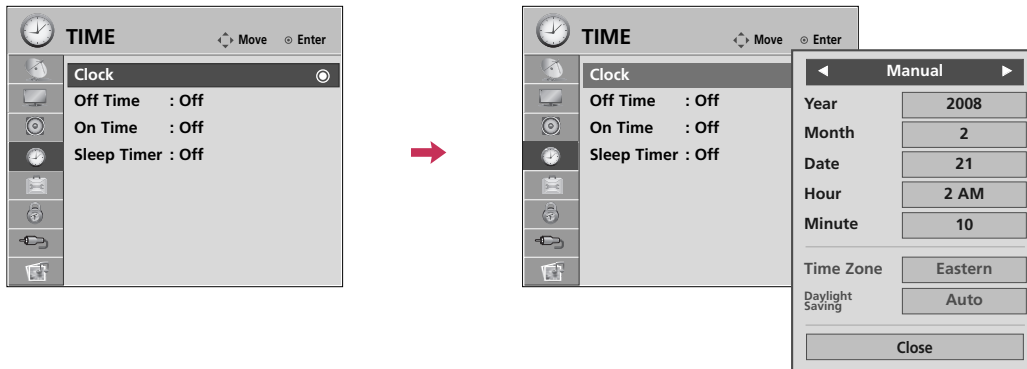 TIME
Move Enter
Clock
Off Time : Off
On Time : Off
Sleep Timer : Off
TIME
Move Enter
Clock
Off Time : Off
On Time : Off
Sleep Timer : Off
Manual
Year 2008
Month 2
Date 21
Hour 2 AM
Minute 10
Time Zone Eastern
Daylight
Saving Auto
Close